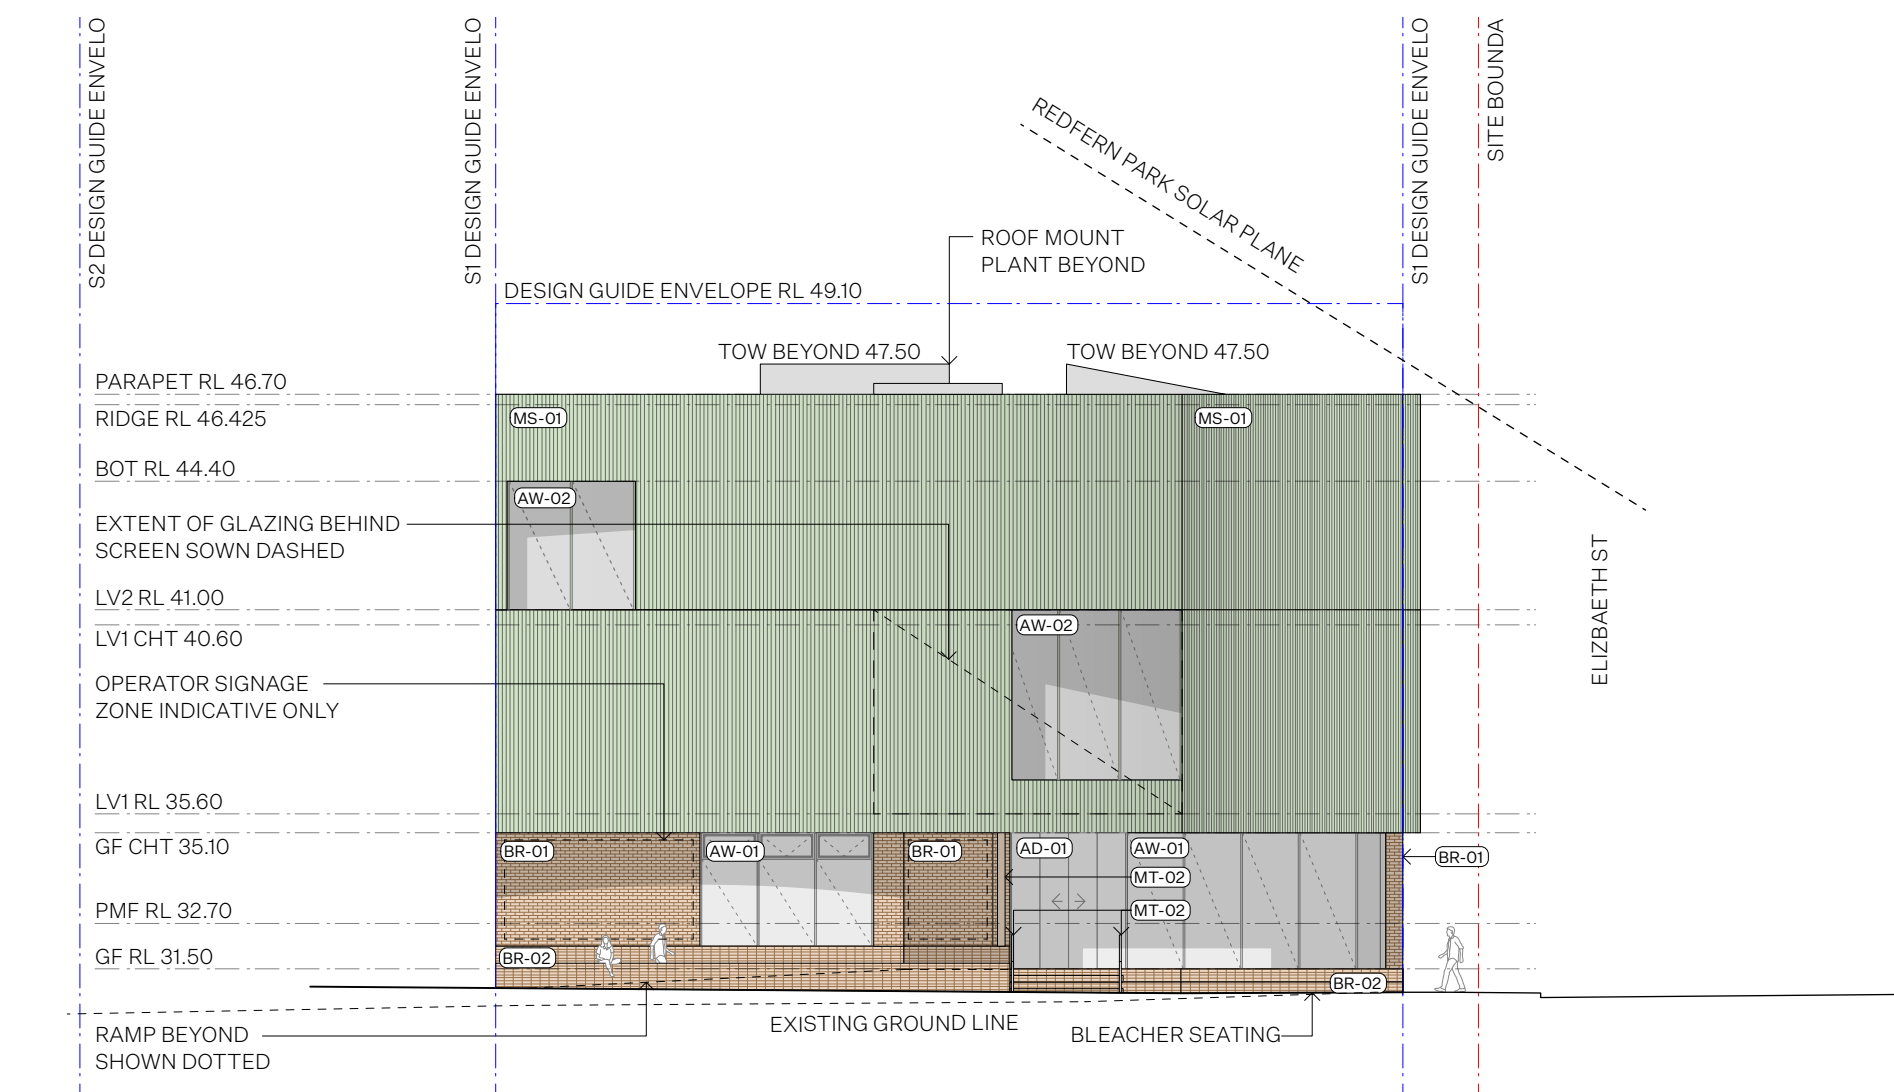 S2 DESIGN GUIDE ENVELO
S1 DESIGN GUIDE ENVELO
S1 DESIGN GUIDE ENVELO
SITE BOUNDA
REDFERN PARK SOLAR PLANE
ROOF MOUNT
PLANT BEYOND
DESIGN GUIDE ENVELOPE RL 49.10
TOW BEYOND 47.50
TOW BEYOND 47.50
PARAPET RL 46.70
RIDGE RL 46.425
MS-01
MS-01
BOT RL 44.40
AW-02
EXTENT OF GLAZING BEHIND
SCREEN SOWN DASHED
ELIZBAETH ST
LV2 RL 41.00
LV1 CHT 40.60
AW-02
OPERATOR SIGNAGE
ZONE INDICATIVE ONLY
LV1 RL 35.60
GF CHT 35.10
BR-01
AW-01
BR-01
AD-01
AW-01
BR-01
MT-02
MT-02
PMF RL 32.70
GF RL 31.50
BR-02
BR-02
RAMP BEYOND
SHOWN DOTTED
EXISTING GROUND LINE
BLEACHER SEATING